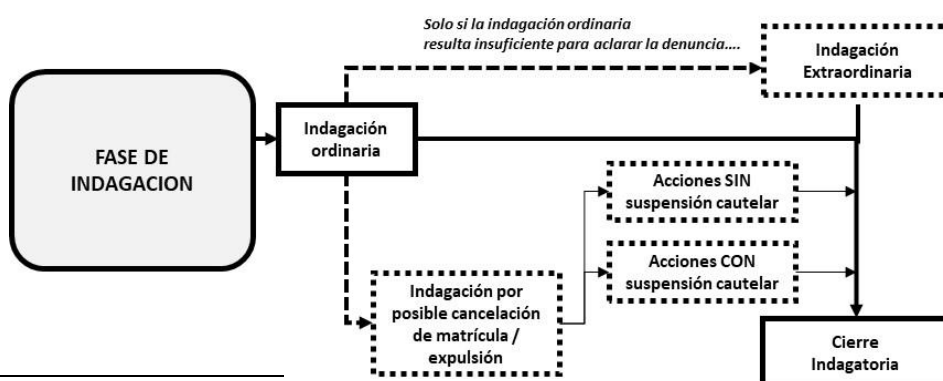 Solo si la indagación ordinaria
resulta insuficiente para aclarar la denuncia....
Indagación
Extraordinaria
FASE DE
INDAGACION
Indagación
ordinaria
Acciones SIN
suspensión cautelar
Acciones CON
suspensión cautelar
Indagación por
posible cancelación
de matrícula /
expulsión
Cierre
Indagatoria